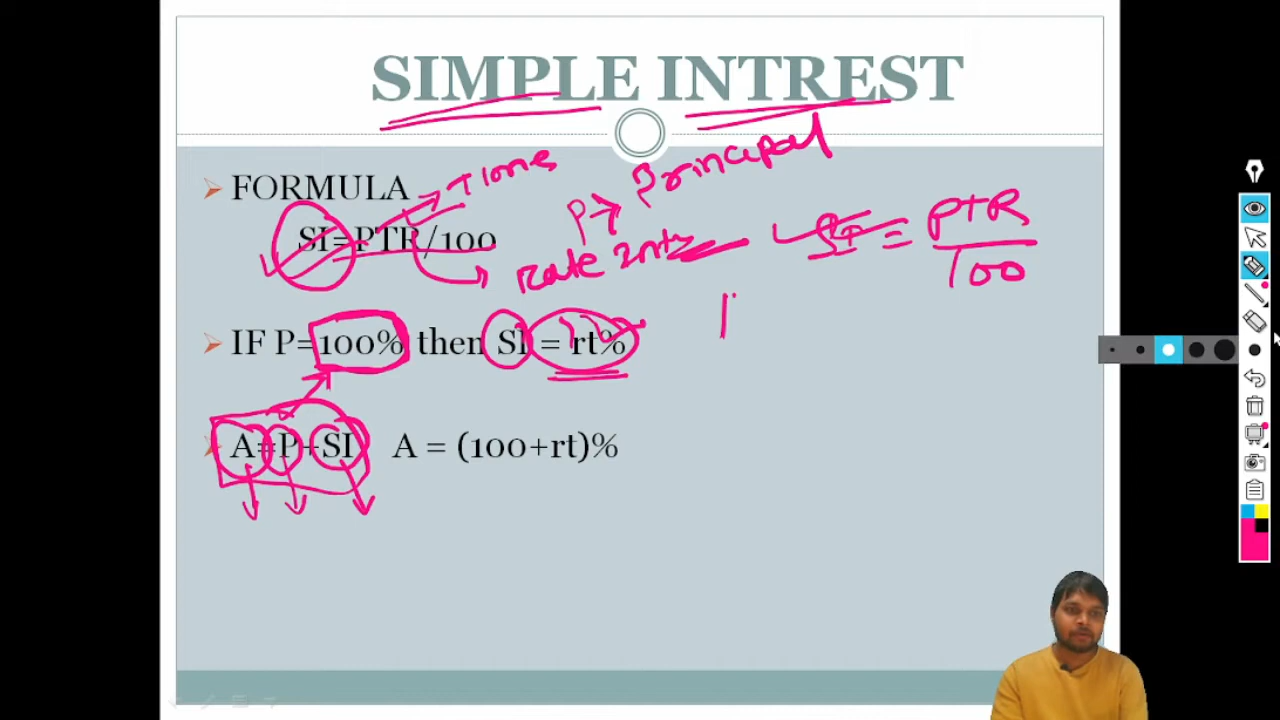 SIMPLE INTREST
FORMULA
Time
P → Principal
SI=PTR/100
Rate
SI = PTR/100
IF P=100% then SI = rt%
A=P+SI A = (100+rt)%